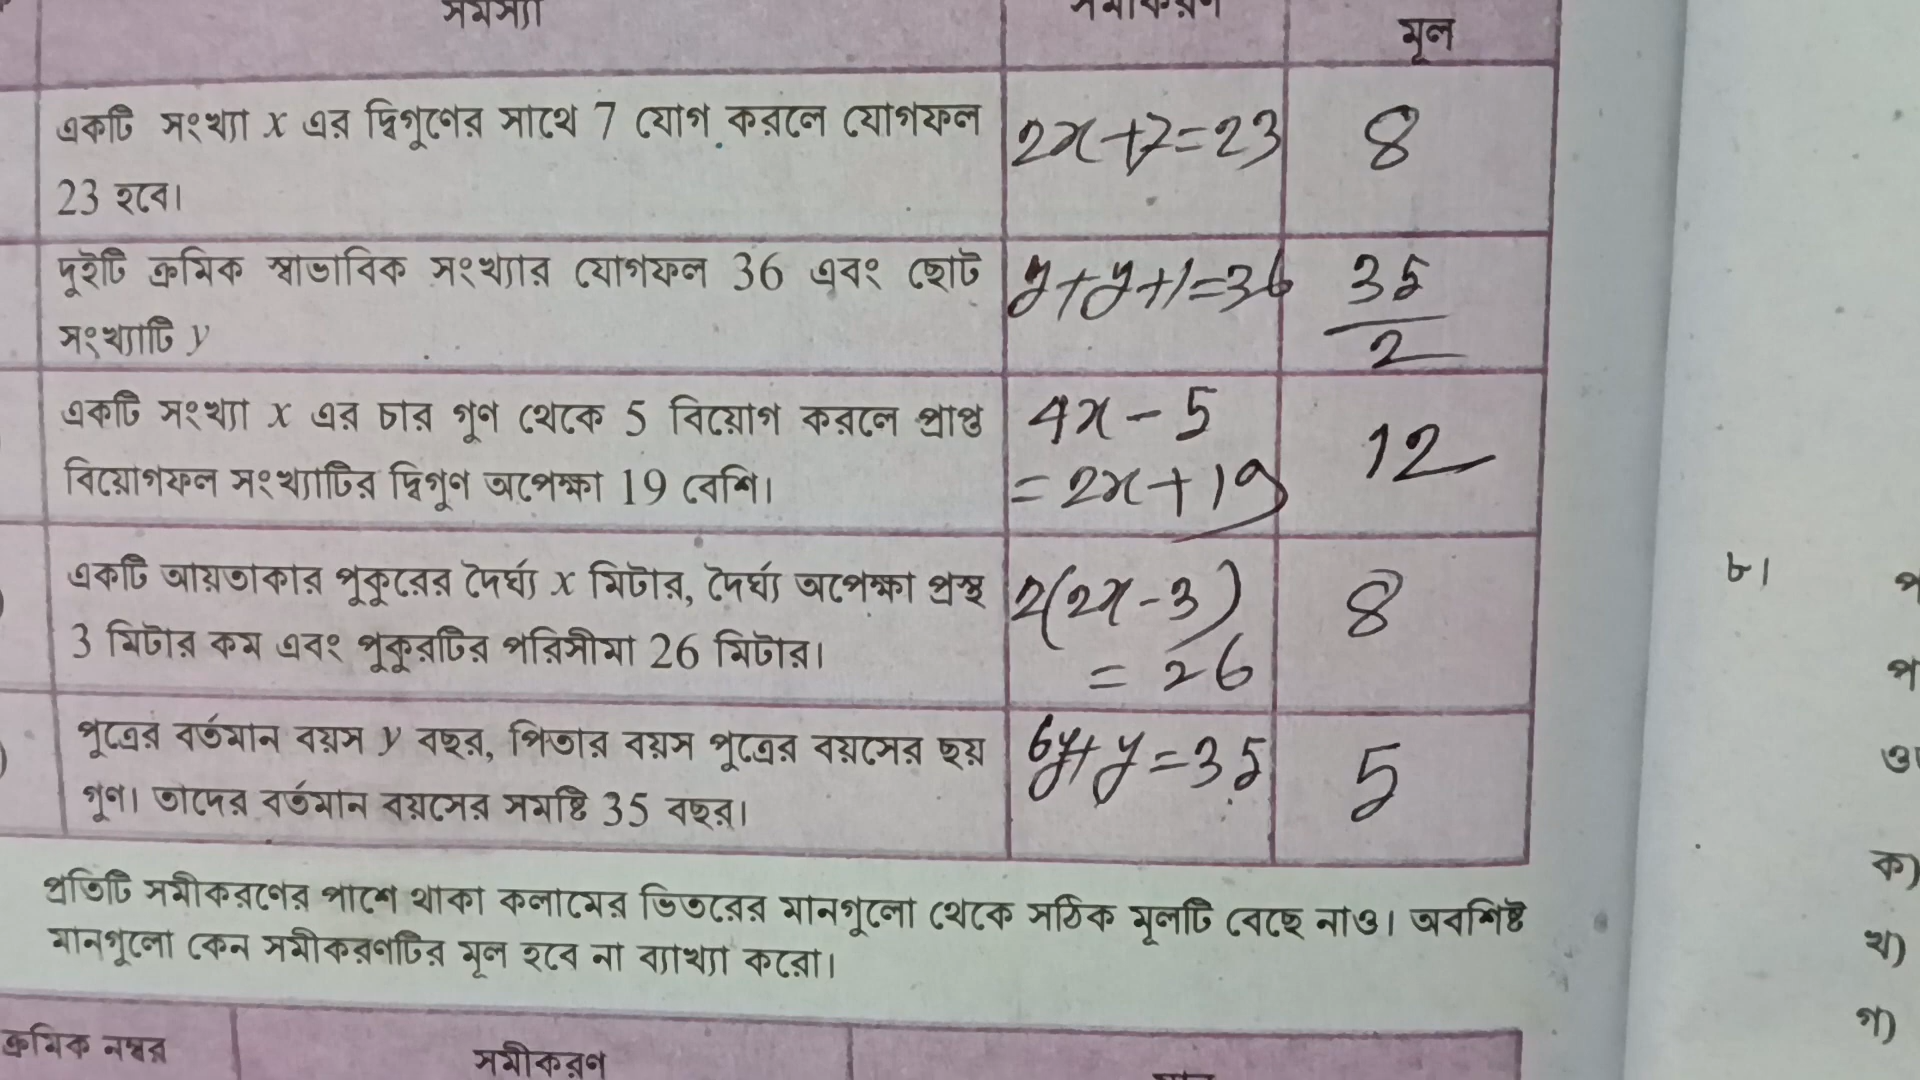 সমস্যা
সমীকরণ
মূল
একটি সংখ্যা x এর দ্বিগুণের সাথে 7 যোগ করলে যোগফল
23 হবে।
2x+7=23
8
দুইটি ক্রমিক স্বাভাবিক সংখ্যার যোগফল 36 এবং ছোট
সংখ্যাটি y
y+y+1=36
35
2
একটি সংখ্যা x এর চার গুণ থেকে 5 বিয়োগ করলে প্রাপ্ত
বিয়োগফল সংখ্যাটির দ্বিগুণ অপেক্ষা 19 বেশি।
4x-5
=2x+19
12
একটি আয়তাকার পুকুরের দৈর্ঘ্য x মিটার, দৈর্ঘ্য অপেক্ষা প্রস্থ
3 মিটার কম এবং পুকুরটির পরিসীমা 26 মিটার।
2(2x-3)
= 26
8
পুত্রের বর্তমান বয়স y বছর, পিতার বয়স পুত্রের বয়সের ছয়
গুণ। তাদের বর্তমান বয়সের সমষ্টি 35 বছর।
6y+y=35
5
প্রতিটি সমীকরণের পাশে থাকা কলামের ভিতরের মানগুলো থেকে সঠিক মূলটি বেছে নাও। অবশিষ্ট
মানগুলো কেন সমীকরণটির মূল হবে না ব্যাখ্যা করো।
ক্রমিক নম্বর
সমীকরণ
৮।
ক)
খ)
গ)